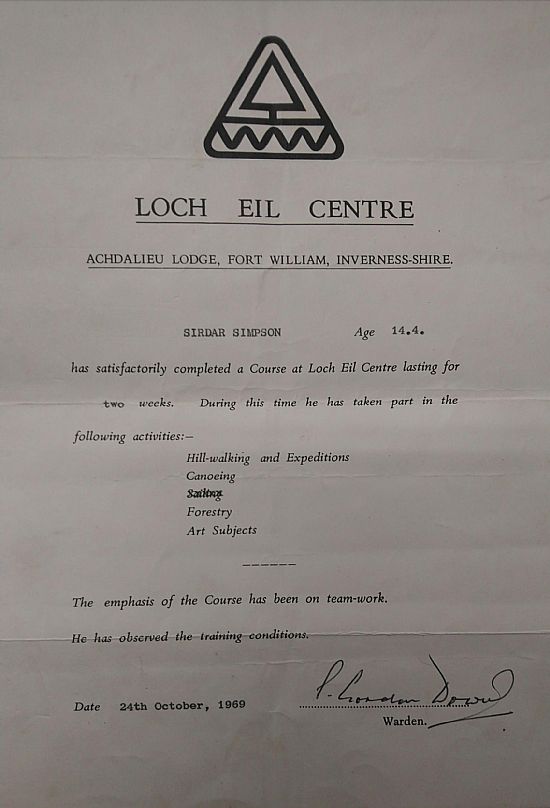 LOCH EIL CENTRE
ACHDALIEU LODGE, FORT WILLIAM, INVERNESS-SHIRE.
SIRDAR SIMPSON Age 14.4.
has satisfactorily completed a Course at Loch Eil Centre lasting for
two weeks. During this time he has taken part in the
following activities:—
Hill-walking and Expeditions
Canoeing
Sailing
Forestry
Art Subjects
The emphasis of the Course has been on team-work.
He has observed the training conditions.
Date 24th October, 1969
Warden.